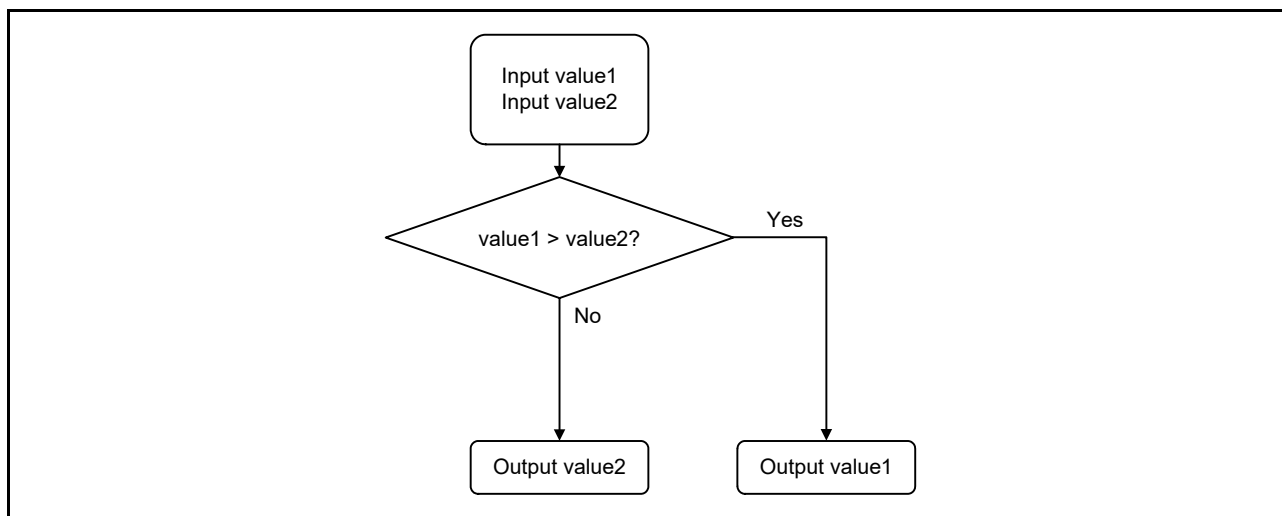 Input value1
Input value2
value1 > value2?
Yes
No
Output value2
Output value1